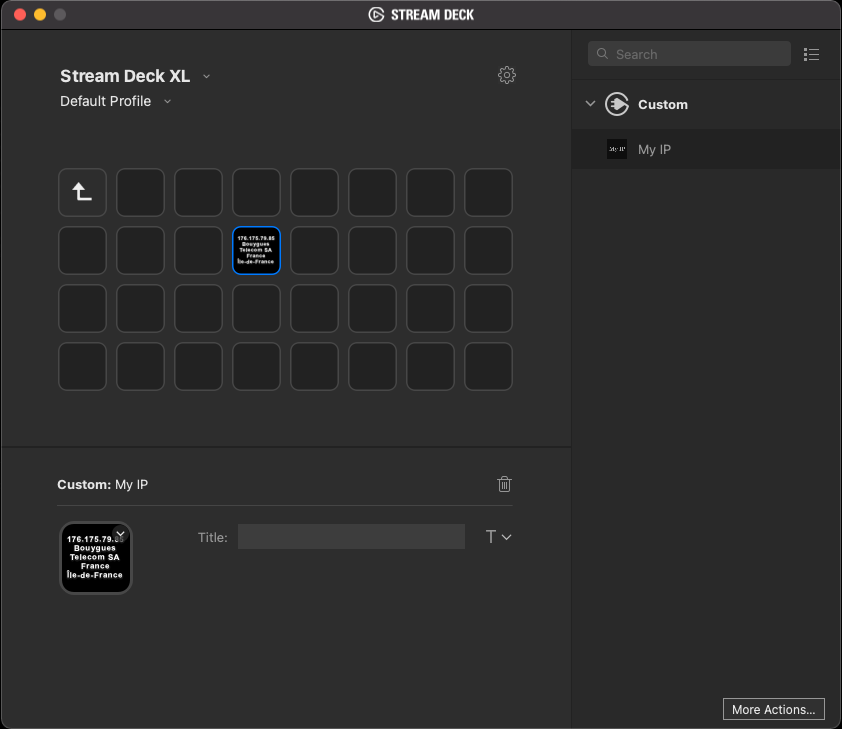 STREAM DECK
Stream Deck XL
Default Profile
Search
Custom
My IP
My IP
176.175.79.85
Bouygues
Telecom SA
France
Île-de-France
Custom: My IP
176.175.79.85
Bouygues
Telecom SA
France
Île-de-France
Title:
T
More Actions...